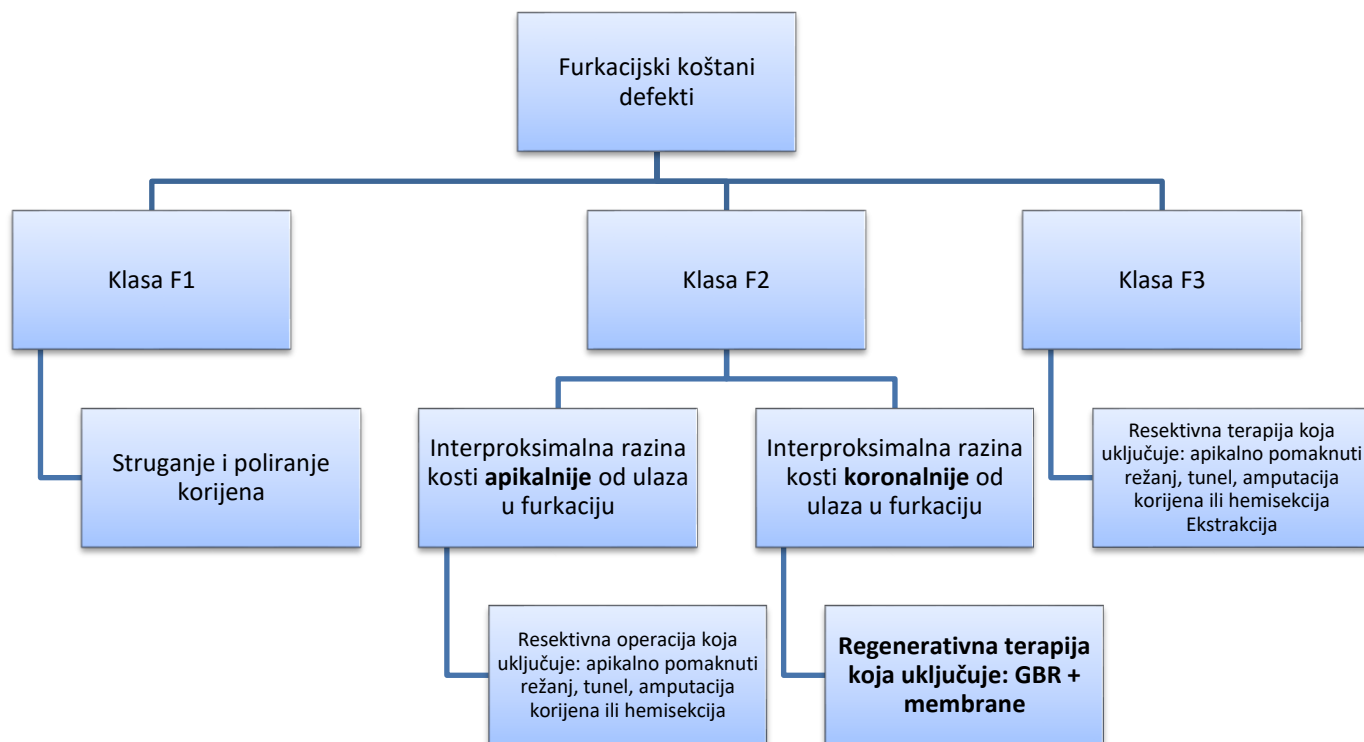 Furkacijski koštani
defekti
Klasa F1
Klasa F2
Klasa F3
Struganje i poliranje
korijena
Interproksimalna razina
kosti apikalnije od ulaza
u furkaciju
Interproksimalna razina
kosti koronalnije od
ulaza u furkaciju
Resektivna terapija koja
uključuje: apikalno pomaknuti
režanj, tunel, amputacija
korijena ili hemisekcija
Ekstrakcija
Resektivna operacija koja
uključuje: apikalno pomaknuti
režanj, tunel, amputacija
korijena ili hemisekcija
Regenerativna terapija
koja uključuje: GBR +
membrane